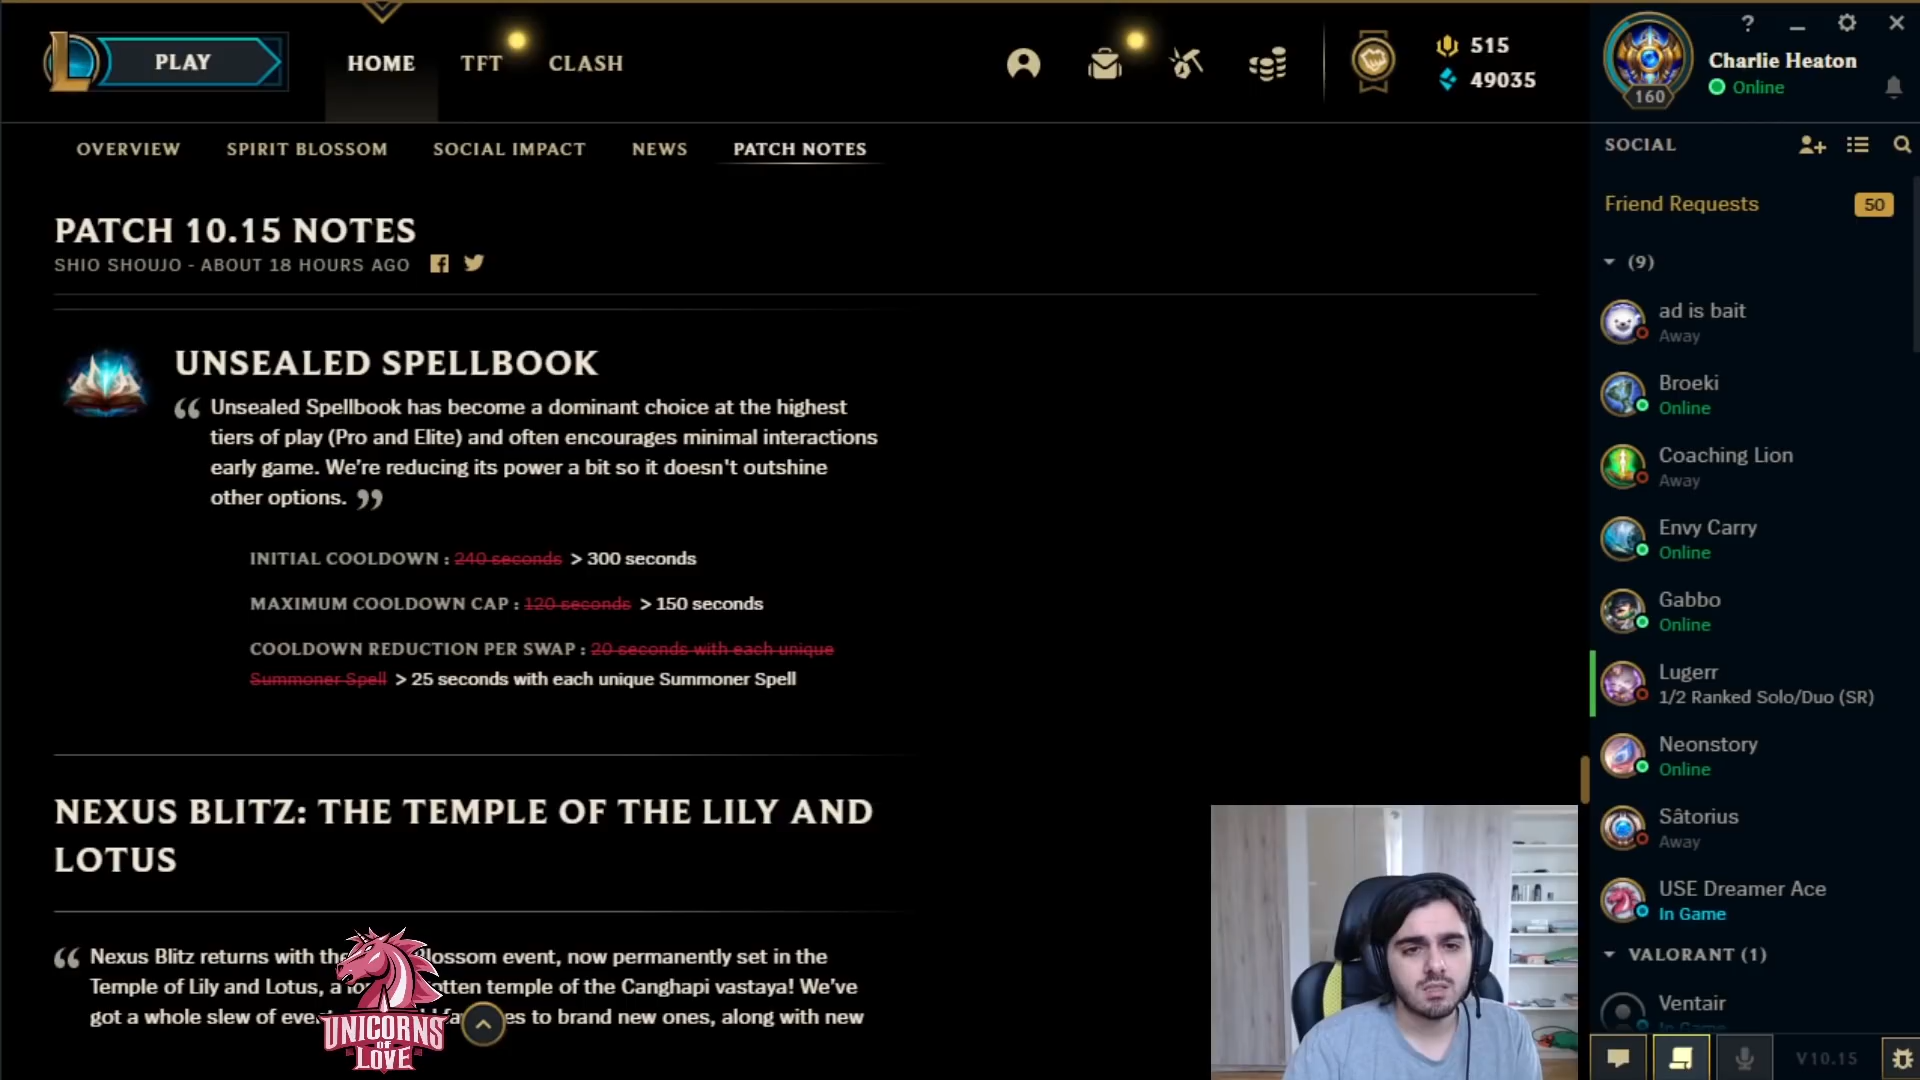 PLAY
HOME
TFT
CLASH
515
49035
160
Charlie Heaton
Online
?
OVERVIEW
SPIRIT BLOSSOM
SOCIAL IMPACT
NEWS
PATCH NOTES
SOCIAL
Friend Requests
50
(9)
PATCH 10.15 NOTES
SHIO SHOUJO - ABOUT 18 HOURS AGO
UNSEALED SPELLBOOK
“ Unsealed Spellbook has become a dominant choice at the highest
tiers of play (Pro and Elite) and often encourages minimal interactions
early game. We’re reducing its power a bit so it doesn't outshine
other options. ”
INITIAL COOLDOWN : 240 seconds > 300 seconds
MAXIMUM COOLDOWN CAP : 120 seconds > 150 seconds
COOLDOWN REDUCTION PER SWAP : 20 seconds with each unique
Summoner Spell > 25 seconds with each unique Summoner Spell
NEXUS BLITZ: THE TEMPLE OF THE LILY AND
LOTUS
“ Nexus Blitz returns with the lossom event, now permanently set in the
Temple of Lily and Lotus, a otten temple of the Canghapi vastaya! We’ve
got a whole slew of es to brand new ones, along with new
UNICORNS
OF
LOVE
ad is bait
Away
Broeki
Online
Coaching Lion
Away
Envy Carry
Online
Gabbo
Online
Lugerr
1/2 Ranked Solo/Duo (SR)
Neonstory
Online
Sâtorius
Away
USE Dreamer Ace
In Game
VALORANT (1)
Ventair
In Game
V10.15